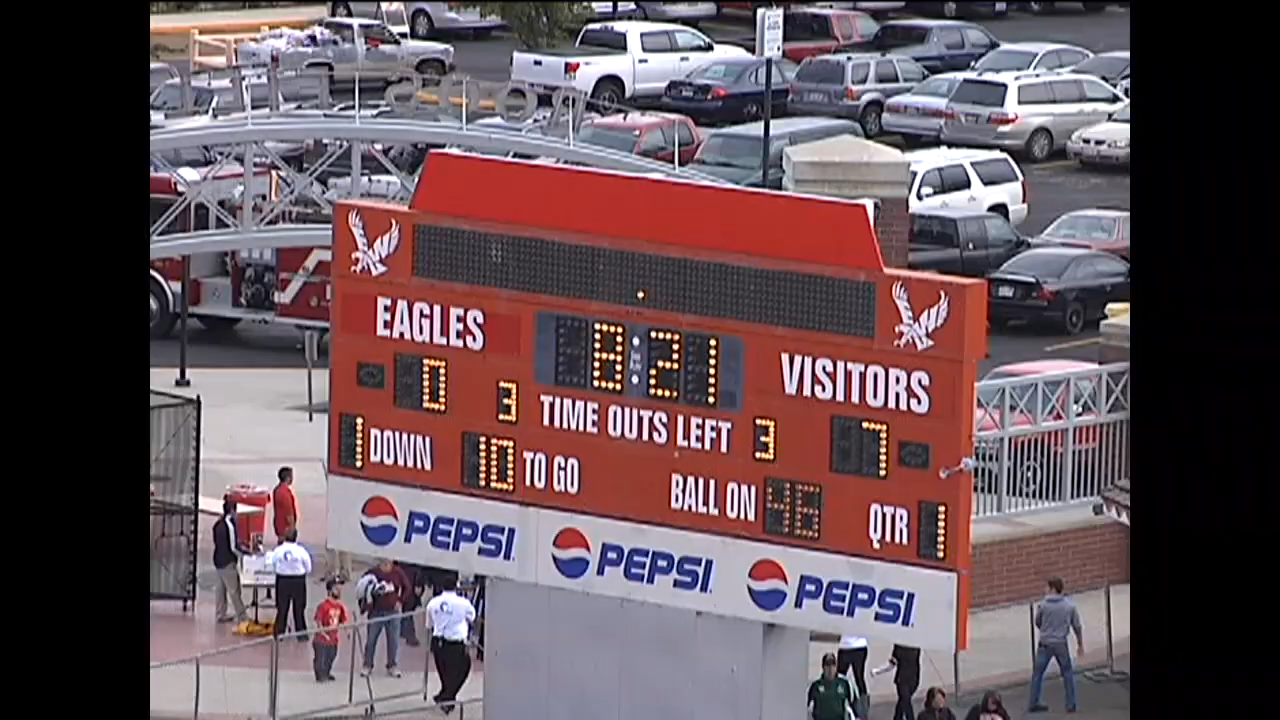 EAGLES
8:21
VISITORS
0
3
TIME OUTS LEFT
3
7
1 DOWN
10 TO GO
BALL ON
QTR 1
PEPSI
PEPSI
PEPSI